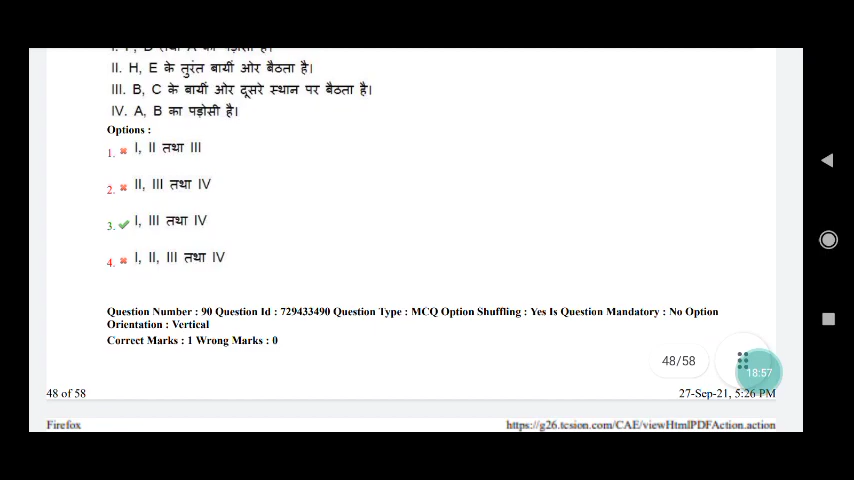 II. H, E के तुरंत बायीं ओर बैठता है।
III. B, C के बायीं ओर दूसरे स्थान पर बैठता है।
IV. A, B का पड़ोसी है।
Options :
1. I, II तथा III
2. II, III तथा IV
3. I, III तथा IV
4. I, II, III तथा IV
Question Number : 90 Question Id : 729433490 Question Type : MCQ Option Shuffling : Yes Is Question Mandatory : No Option
Orientation : Vertical
Correct Marks : 1 Wrong Marks : 0
48/58
18:57
48 of 58 27-Sep-21, 5:26 PM
Firefox https://g26.tcsion.com/CAE/viewHtmlPDFAction.action